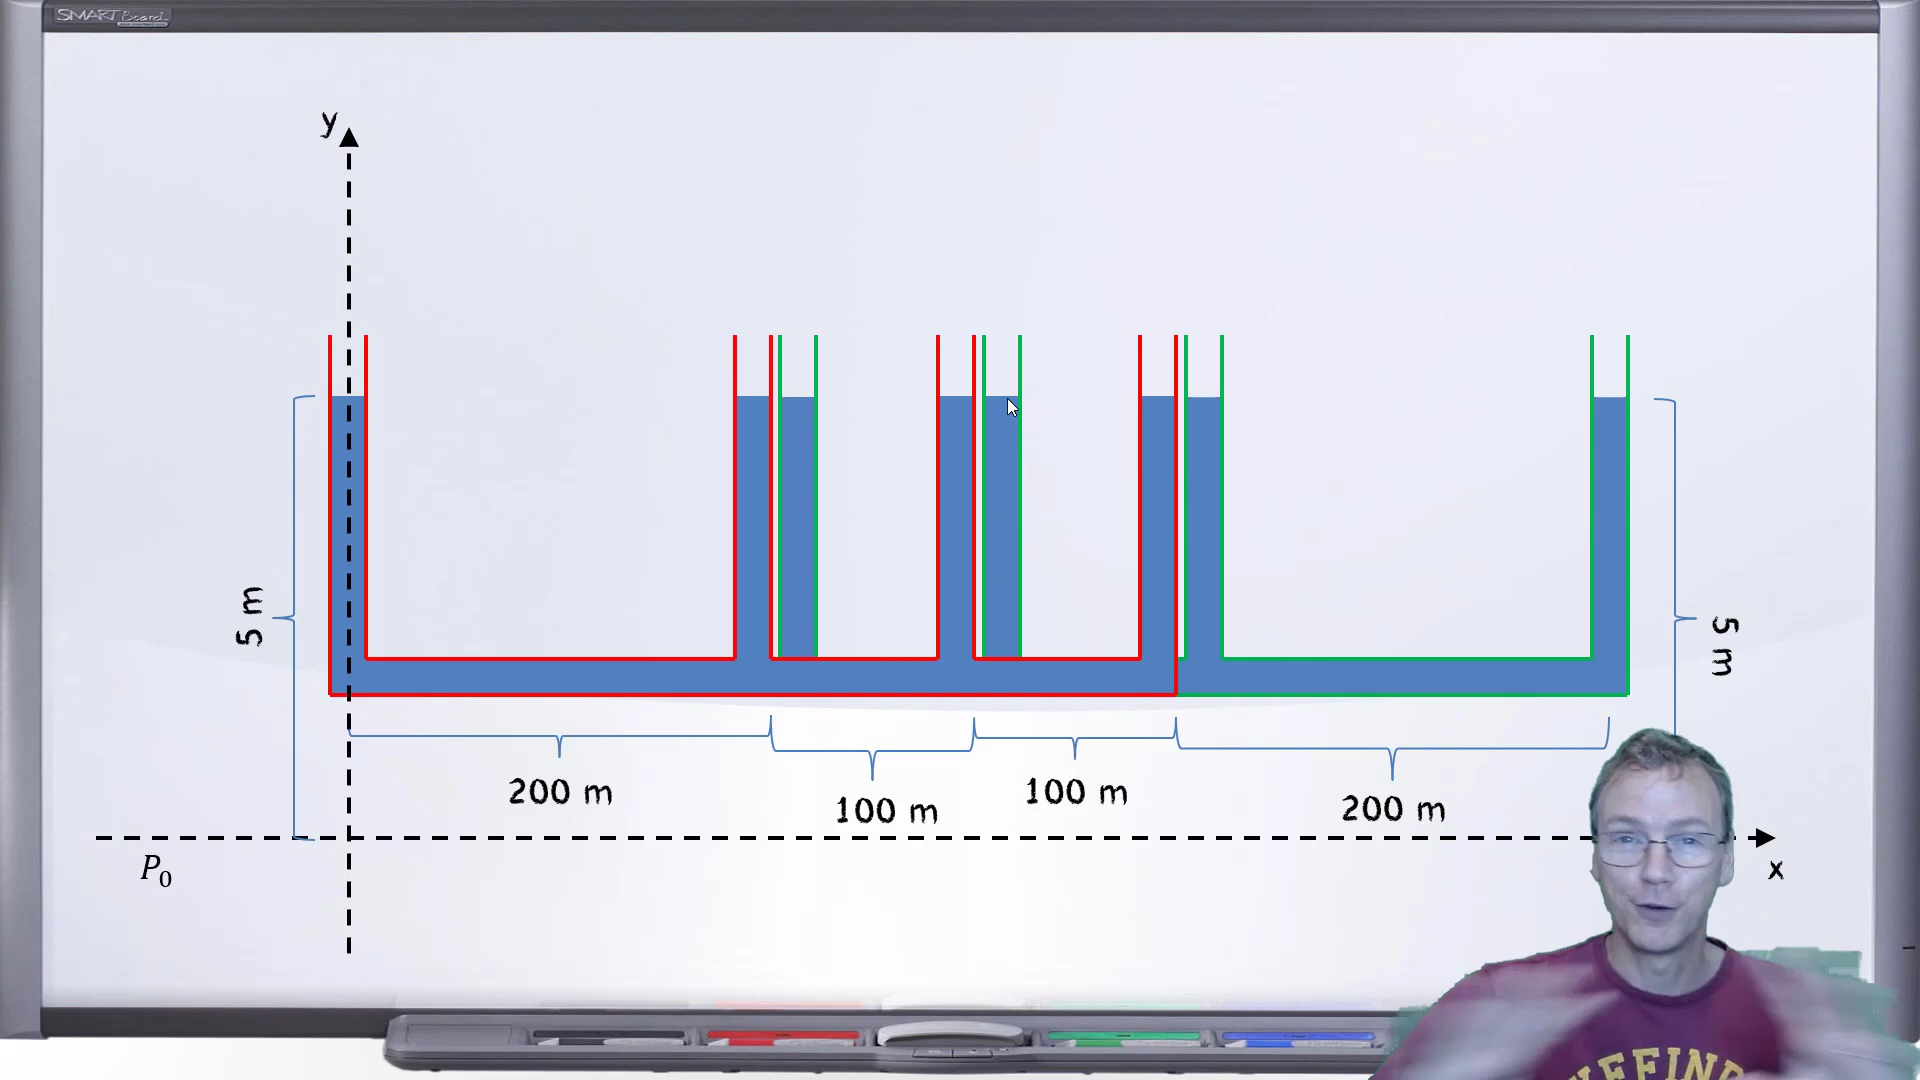 SMART Board
y
5 m
5 m
200 m
100 m
100 m
200 m
P₀
x